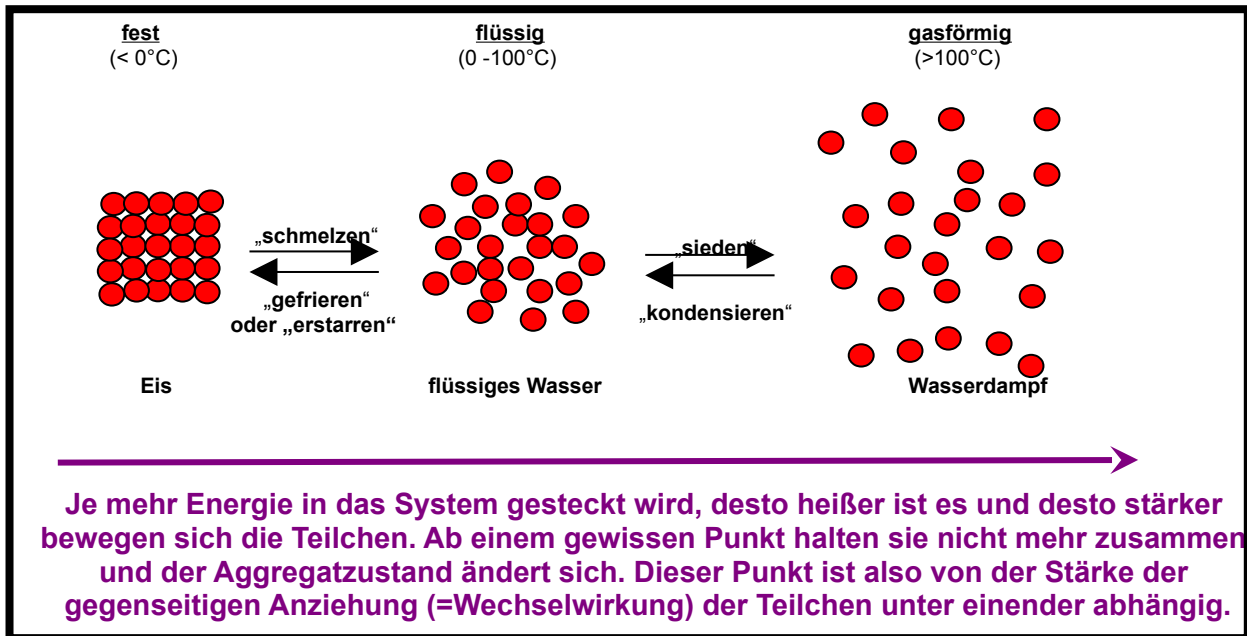 fest
(< 0°C)
flüssig
(0 -100°C)
gasförmig
(>100°C)
„schmelzen“
„gefrieren“
oder „erstarren“
„sieden“
„kondensieren“
Eis
flüssiges Wasser
Wasserdampf
Je mehr Energie in das System gesteckt wird, desto heißer ist es und desto stärker
bewegen sich die Teilchen. Ab einem gewissen Punkt halten sie nicht mehr zusammen
und der Aggregatzustand ändert sich. Dieser Punkt ist also von der Stärke der
gegenseitigen Anziehung (=Wechselwirkung) der Teilchen unter einender abhängig.